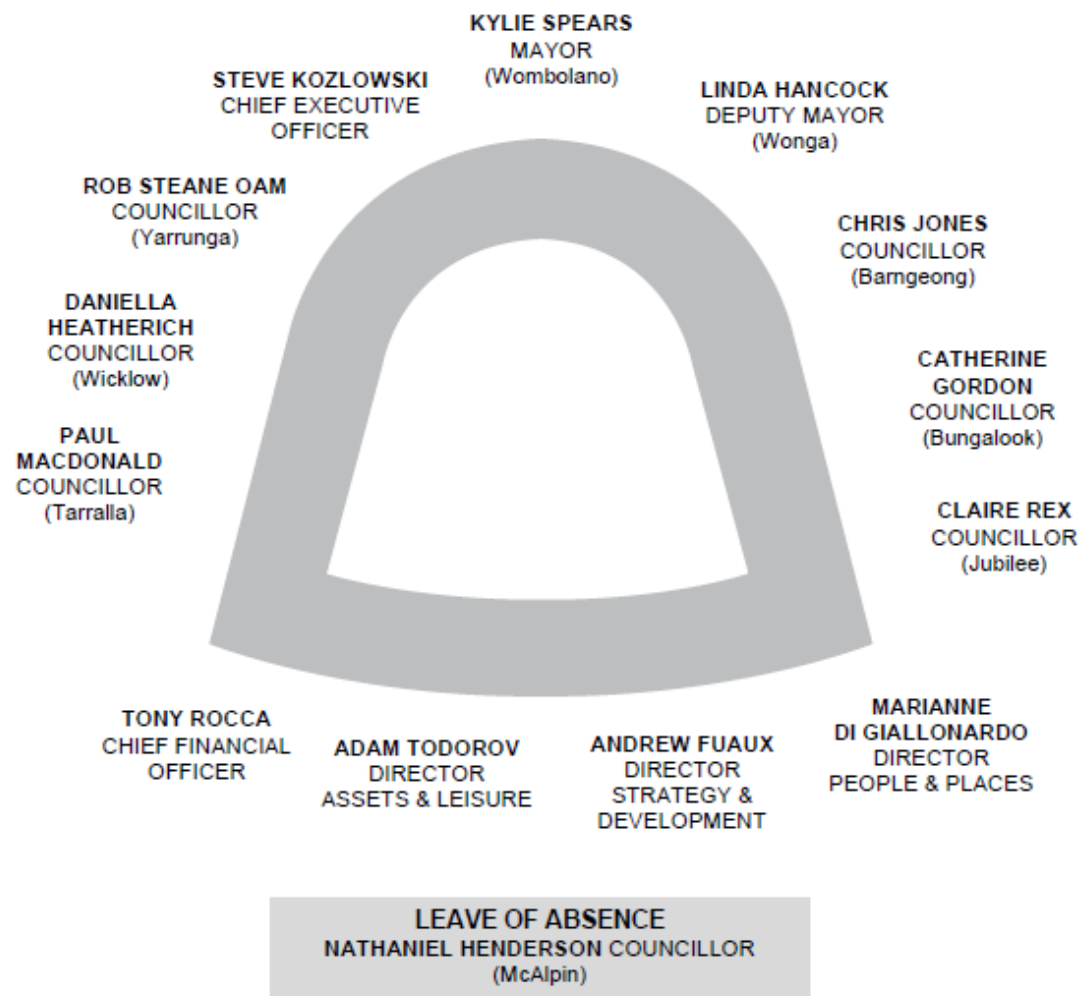 KYLIE SPEARS
MAYOR
(Wombolano)
STEVE KOZLOWSKI
CHIEF EXECUTIVE
OFFICER
LINDA HANCOCK
DEPUTY MAYOR
(Wonga)
ROB STEANE OAM
COUNCILLOR
(Yarrunga)
CHRIS JONES
COUNCILLOR
(Barngeong)
DANIELLA
HEATHERICH
COUNCILLOR
(Wicklow)
CATHERINE
GORDON
COUNCILLOR
(Bungalook)
PAUL
MACDONALD
COUNCILLOR
(Tarralla)
CLAIRE REX
COUNCILLOR
(Jubilee)
TONY ROCCA
CHIEF FINANCIAL
OFFICER
ADAM TODOROV
DIRECTOR
ASSETS & LEISURE
ANDREW FUAUX
DIRECTOR
STRATEGY &
DEVELOPMENT
MARIANNE
DI GIALLONARDO
DIRECTOR
PEOPLE & PLACES
LEAVE OF ABSENCE
NATHANIEL HENDERSON COUNCILLOR
(McAlpin)